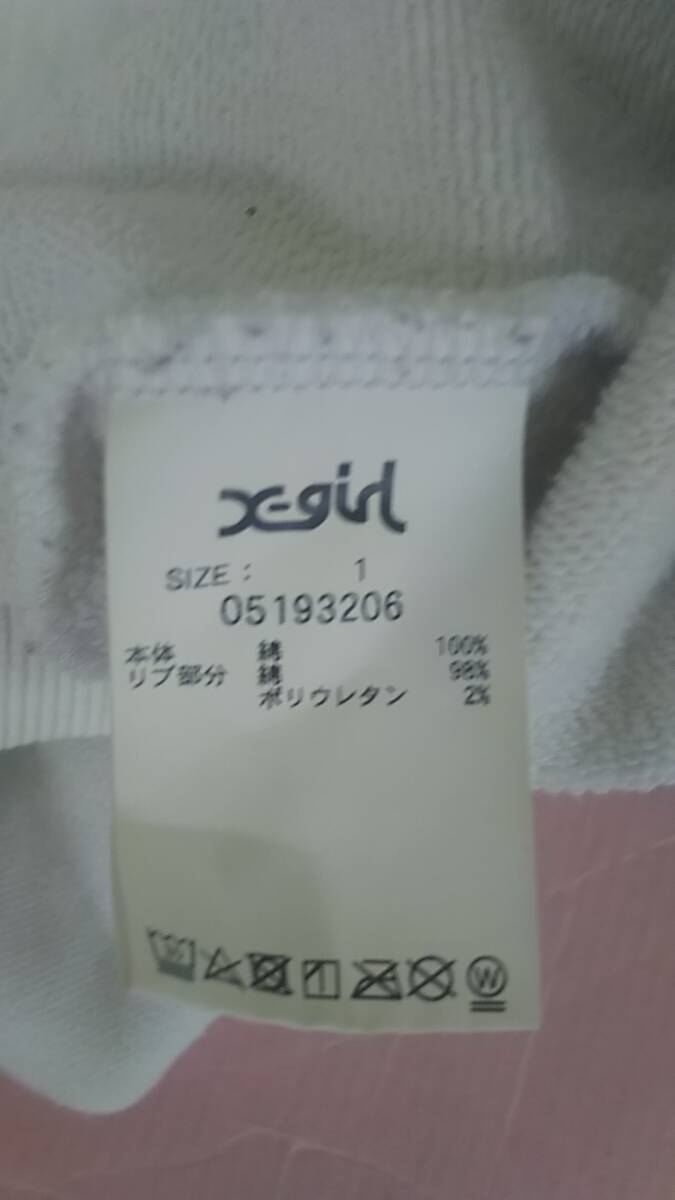 X-girl
SIZE: 1
05193206
本体 綿 100%
リブ部分 綿 98%
ポリウレタン 2%
W